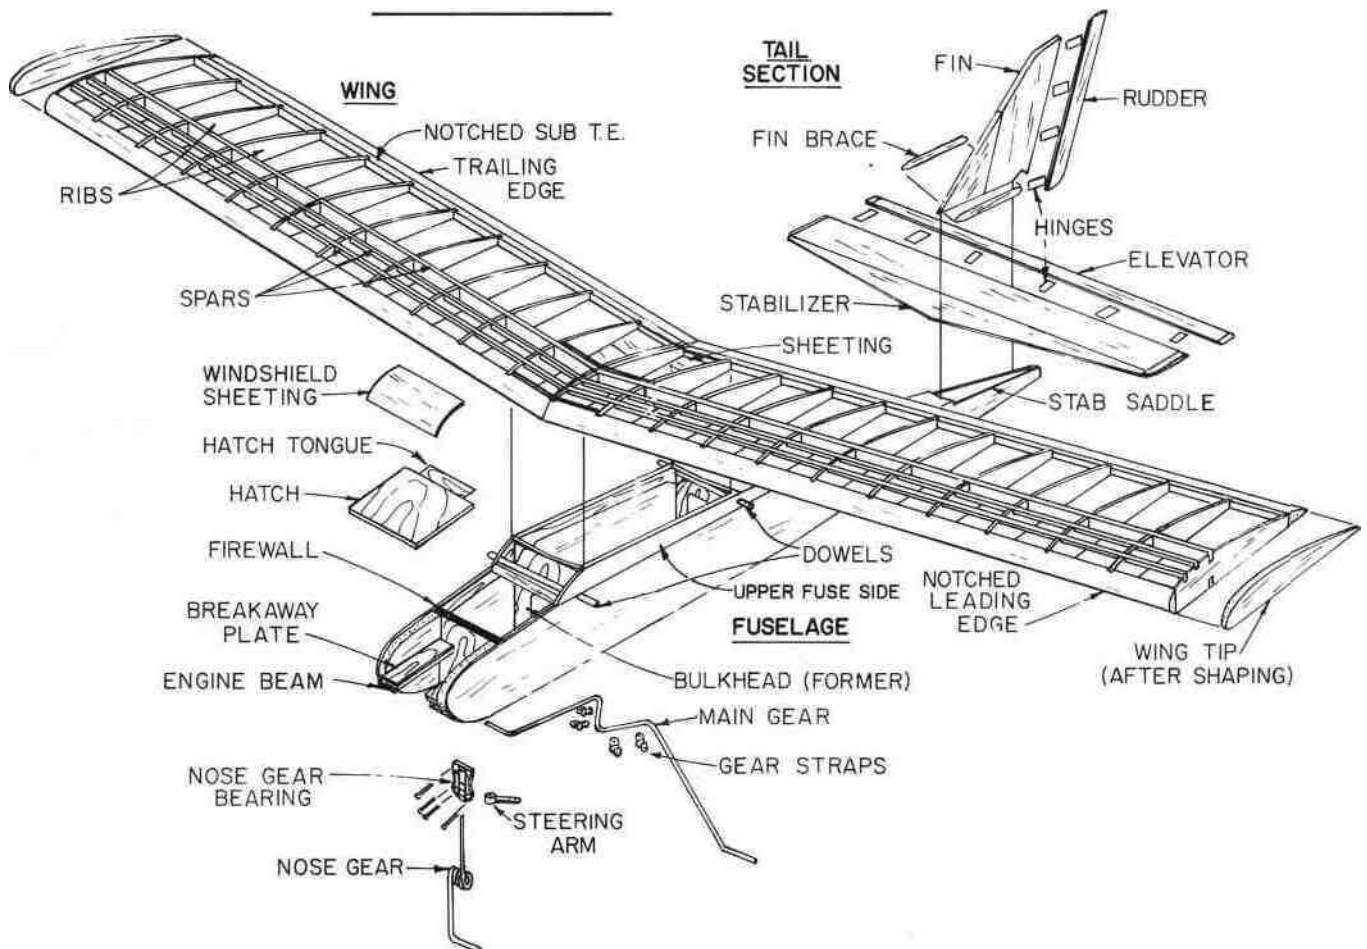 TAIL
SECTION
FIN
RUDDER
WING
NOTCHED SUB T.E.
FIN BRACE
TRAILING
EDGE
RIBS
HINGES
ELEVATOR
SPARS
STABILIZER
SHEETING
WINDSHIELD
SHEETING
STAB SADDLE
HATCH TONGUE
HATCH
FIREWALL
DOWELS
UPPER FUSE SIDE
NOTCHED
LEADING
EDGE
BREAKAWAY
PLATE
FUSELAGE
WING TIP
(AFTER SHAPING)
ENGINE BEAM
BULKHEAD (FORMER)
MAIN GEAR
GEAR STRAPS
NOSE GEAR
BEARING
STEERING
ARM
NOSE GEAR